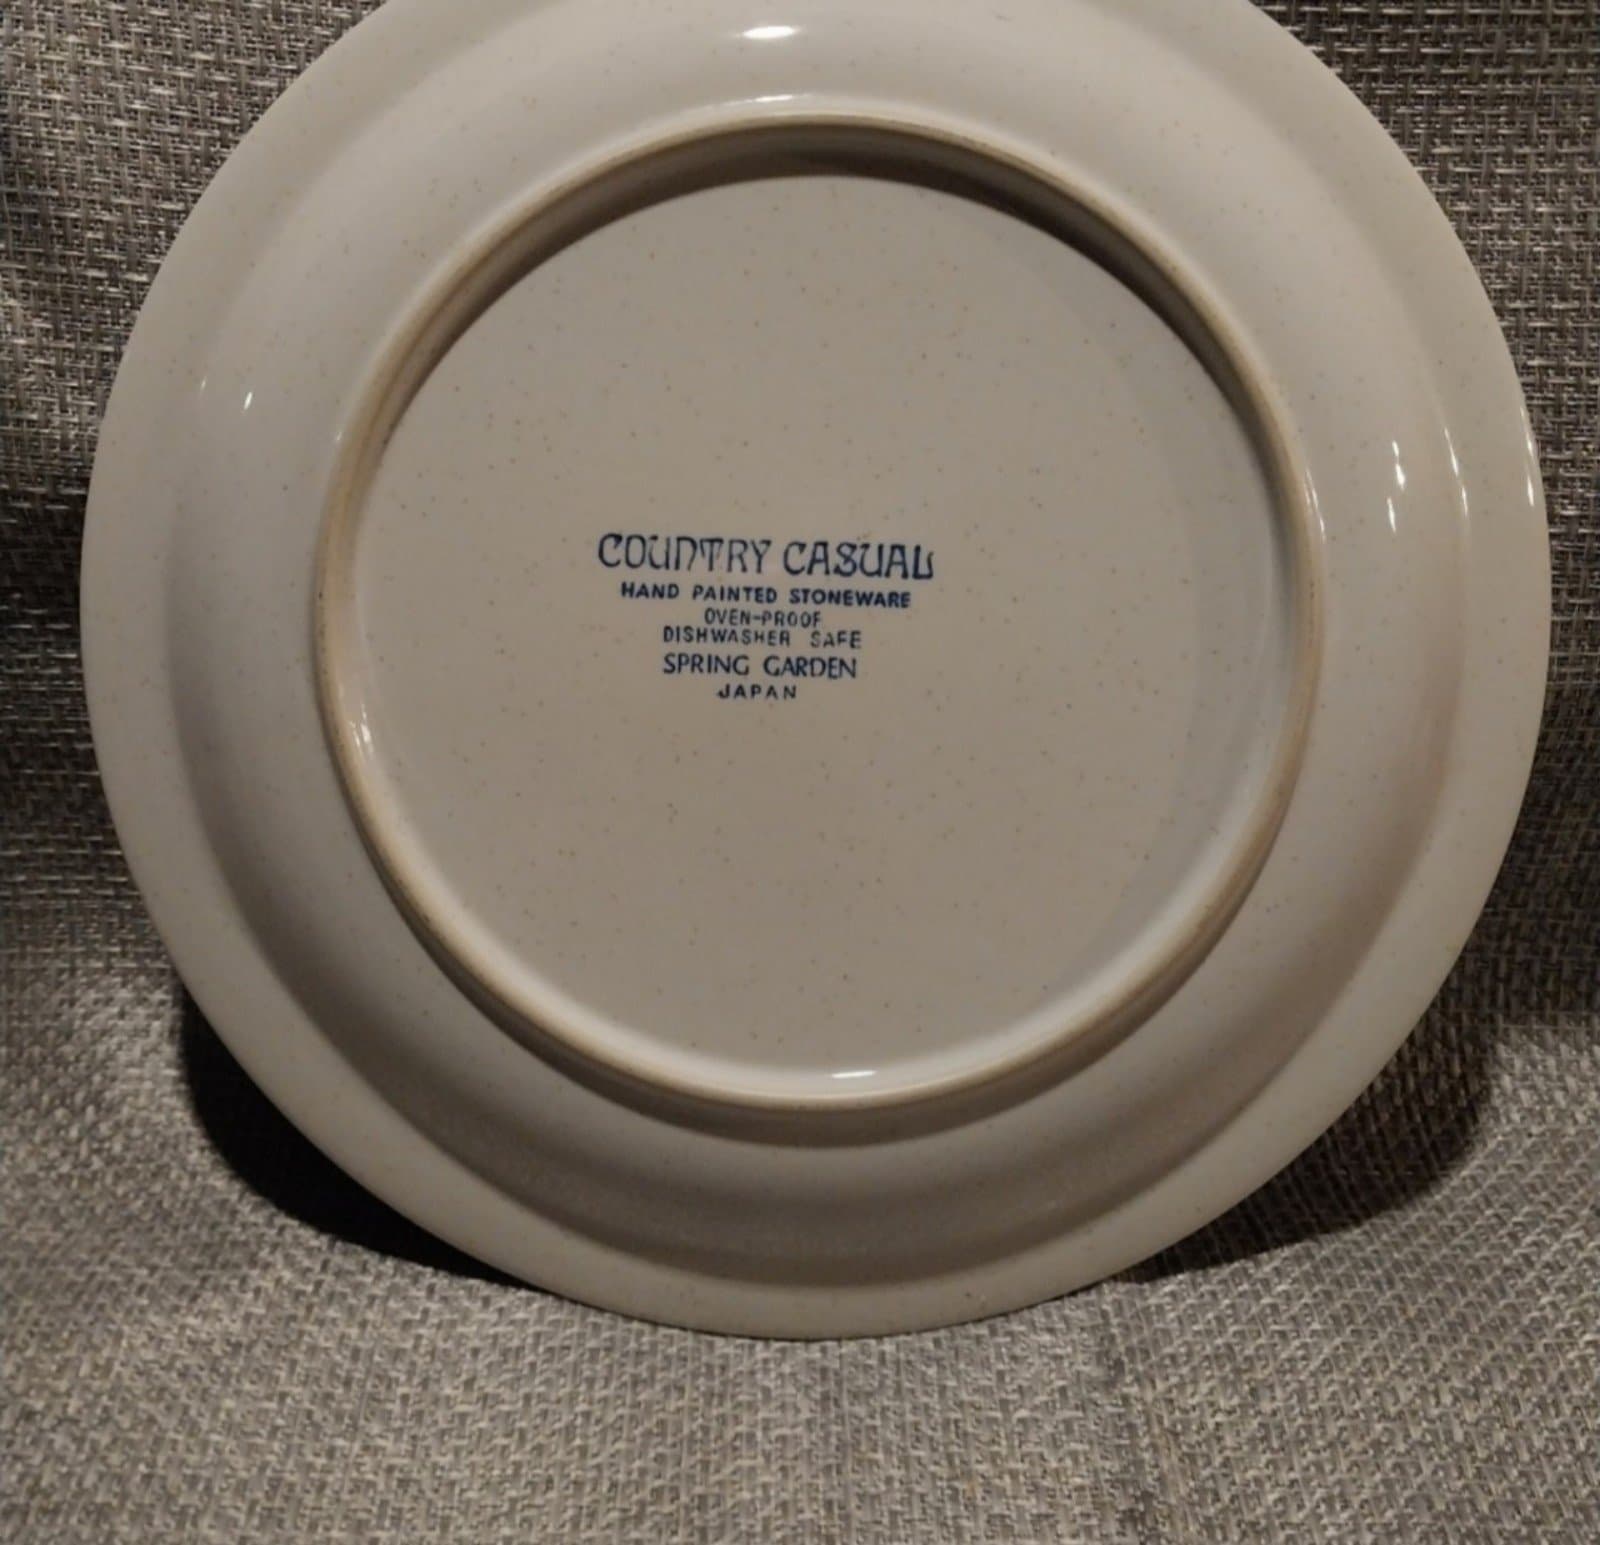 COUNTRY CASUAL
HAND PAINTED STONEWARE
OVEN-PROOF
DISHWASHER SAFE
SPRING GARDEN
JAPAN